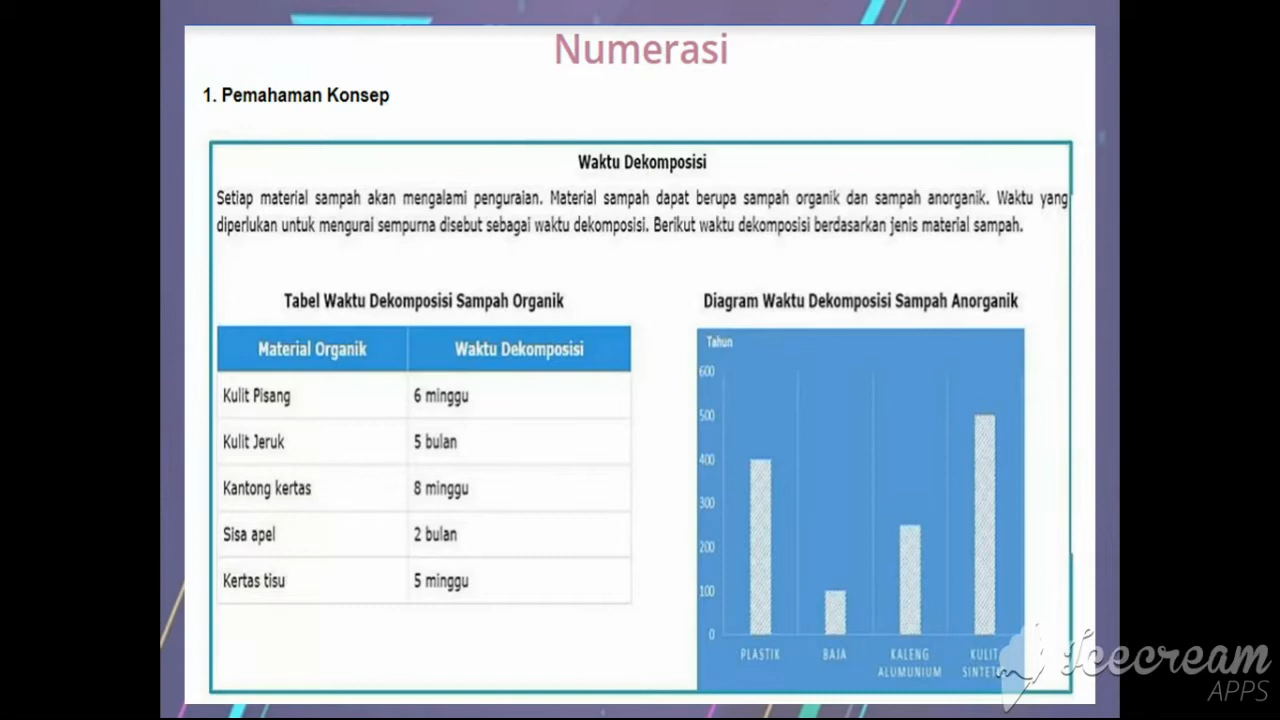 Numerasi
1. Pemahaman Konsep
Waktu Dekomposisi
Setiap material sampah akan mengalami penguraian. Material sampah dapat berupa sampah organik dan sampah anorganik. Waktu yang
diperlukan untuk mengurai sempurna disebut sebagai waktu dekomposisi. Berikut waktu dekomposisi berdasarkan jenis material sampah.
Tabel Waktu Dekomposisi Sampah Organik
Material Organik Waktu Dekomposisi
Kulit Pisang 6 minggu
Kulit Jeruk 5 bulan
Kantong kertas 8 minggu
Sisa apel 2 bulan
Kertas tisu 5 minggu
Diagram Waktu Dekomposisi Sampah Anorganik
Tahun
600
500
400
300
200
100
0
PLASTIK BAJA KALENG KULIT
ALUMUNIUM
Icecream
APPS